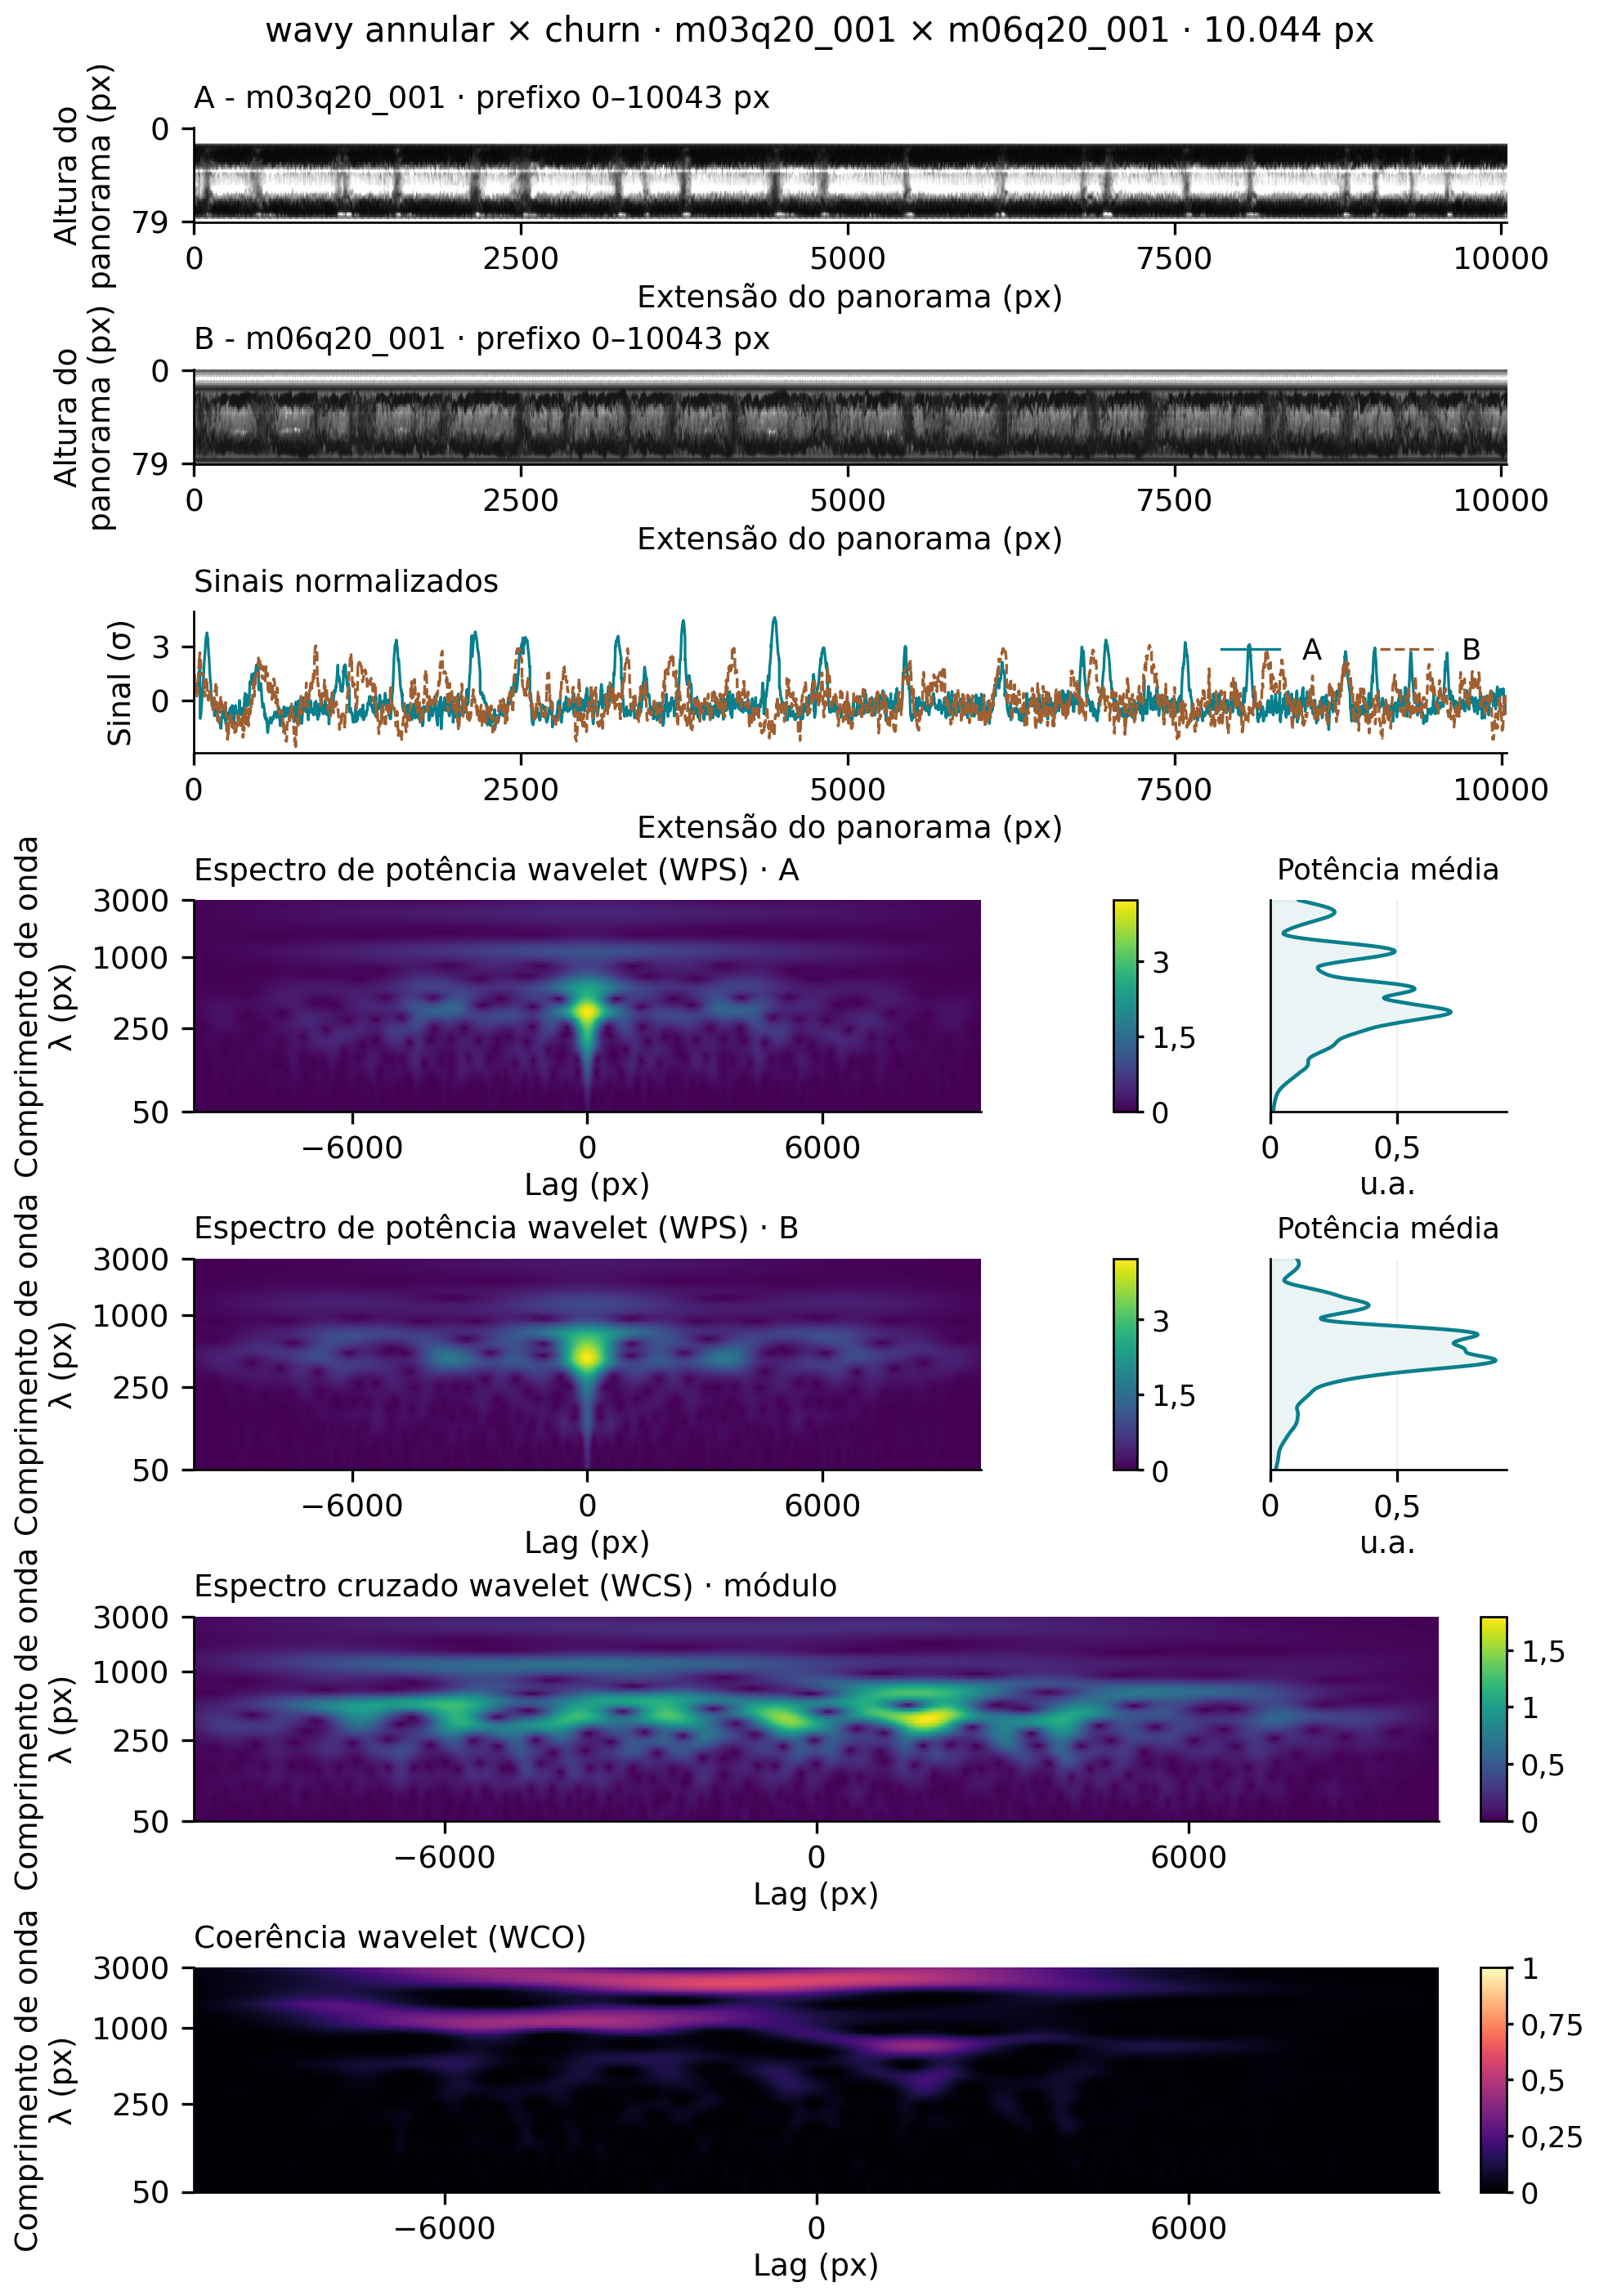 wavy annular × churn · m03q20_001 × m06q20_001 · 10.044 px
A - m03q20_001 · prefixo 0–10043 px
Altura do
panorama (px)
0
79
0
2500
5000
7500
10000
Extensão do panorama (px)
B - m06q20_001 · prefixo 0–10043 px
Altura do
panorama (px)
0
79
0
2500
5000
7500
10000
Extensão do panorama (px)
Sinais normalizados
Sinal (σ)
3
0
A
B
0
2500
5000
7500
10000
Extensão do panorama (px)
Espectro de potência wavelet (WPS) · A
Comprimento de onda
λ (px)
3000
1000
250
50
−6000
0
6000
Lag (px)
3
1,5
0
Potência média
0
0,5
u.a.
Espectro de potência wavelet (WPS) · B
Comprimento de onda
λ (px)
3000
1000
250
50
−6000
0
6000
Lag (px)
3
1,5
0
Potência média
0
0,5
u.a.
Espectro cruzado wavelet (WCS) · módulo
Comprimento de onda
λ (px)
3000
1000
250
50
−6000
0
6000
Lag (px)
1,5
1
0,5
0
Coerência wavelet (WCO)
Comprimento de onda
λ (px)
3000
1000
250
50
−6000
0
6000
Lag (px)
1
0,75
0,5
0,25
0